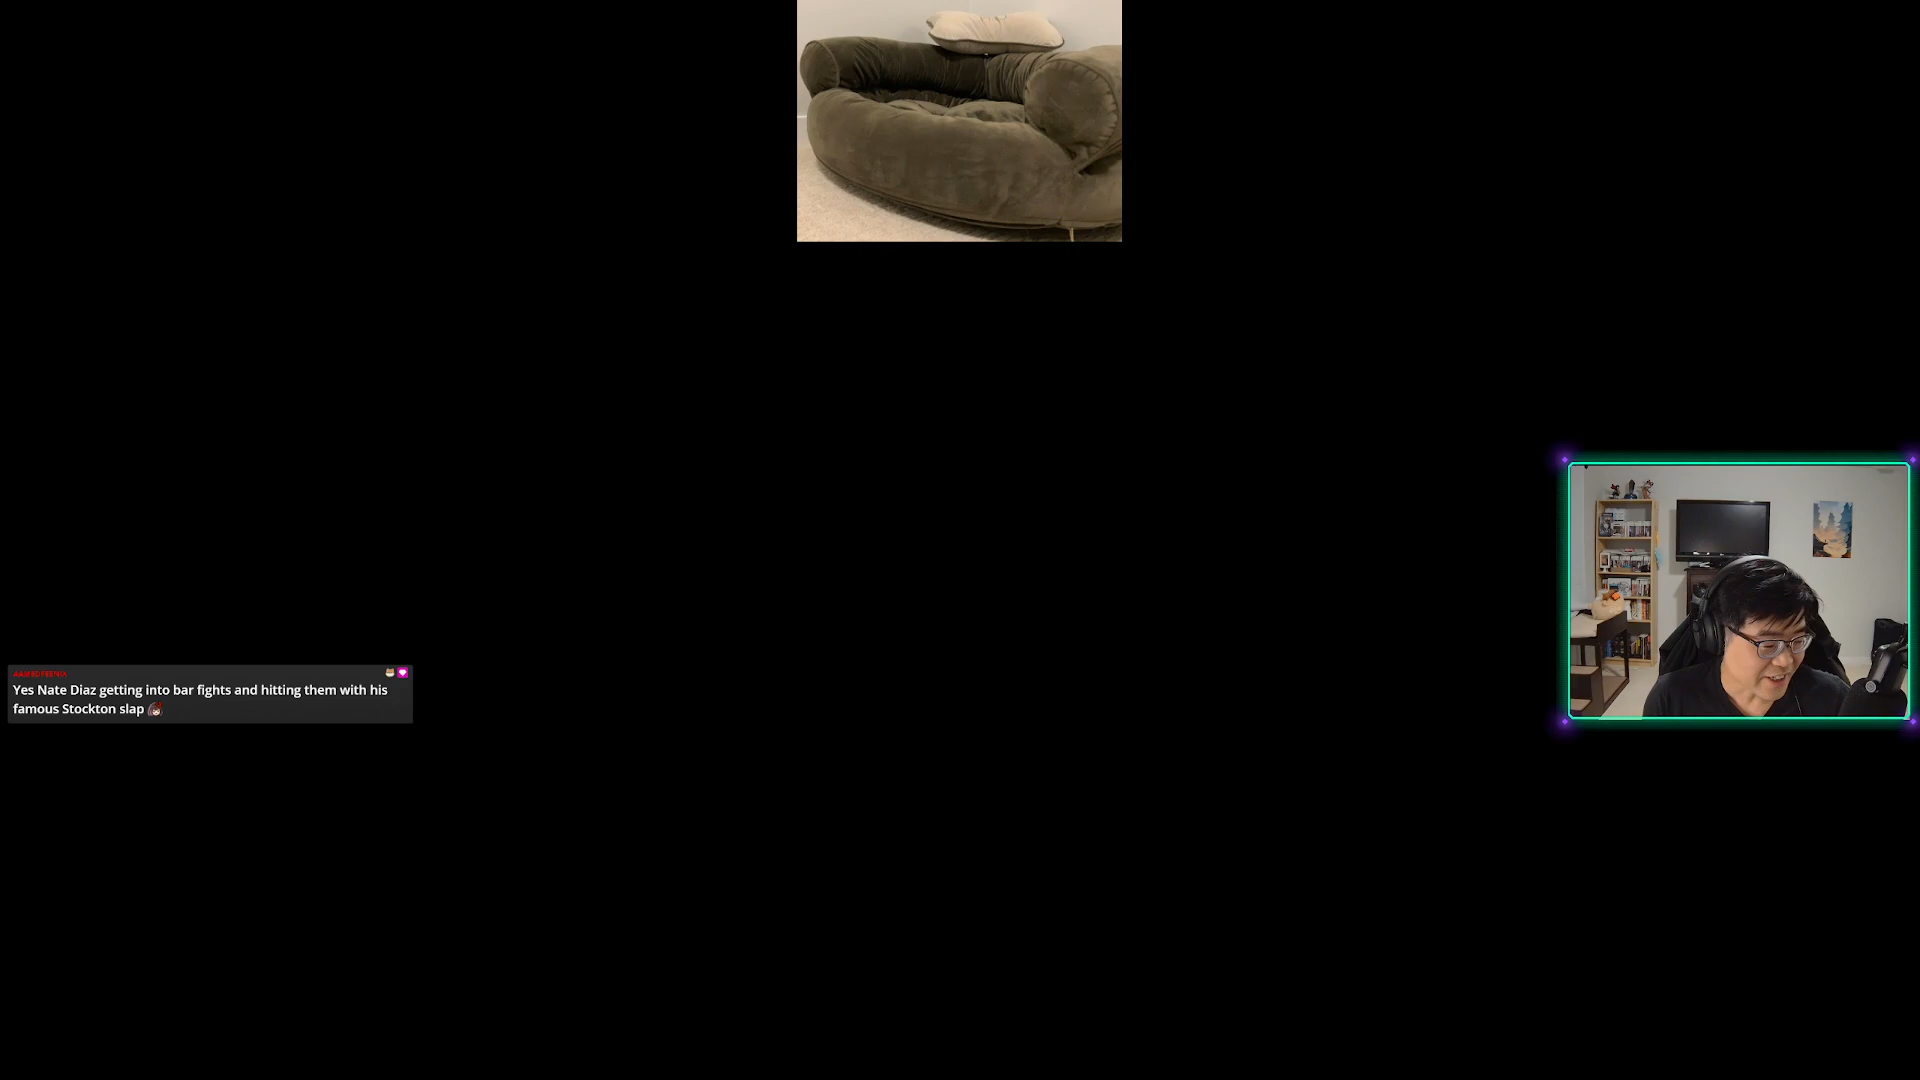 Yes Nate Diaz getting into bar fights and hitting them with his
famous Stockton slap